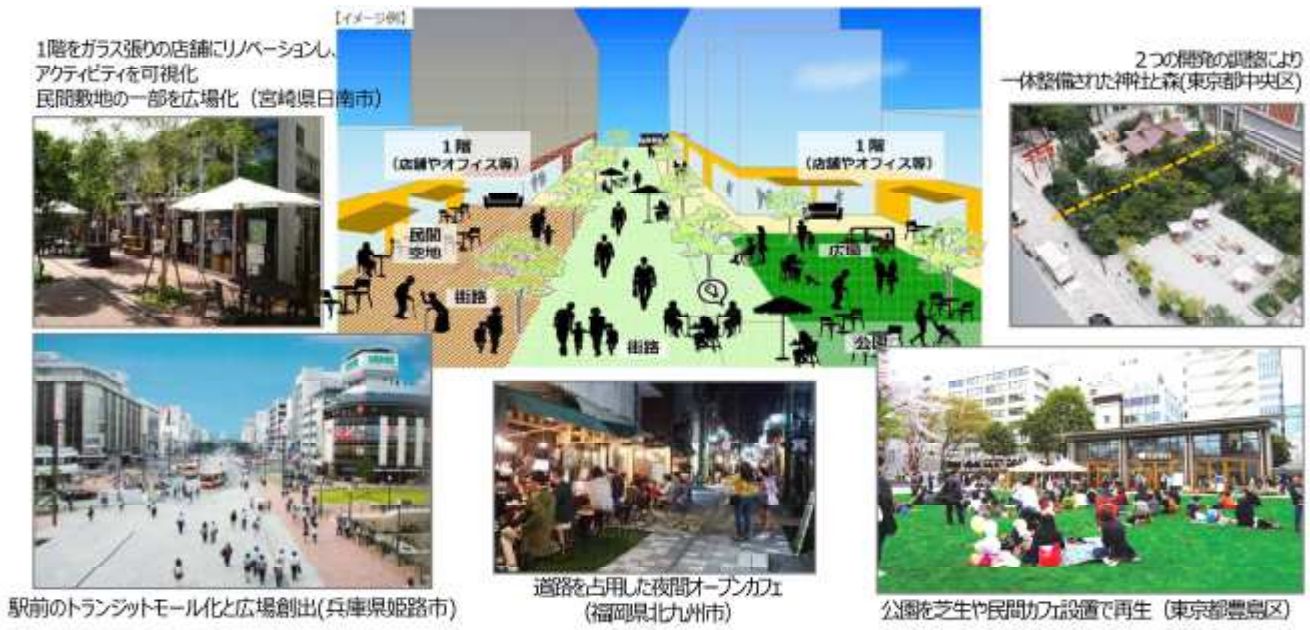 【イメージ例】
1階をガラス張りの店舗にリノベーションし、
アクティビティを可視化
民間敷地の一部を広場化(宮崎県日南市)
2つの開発の調整により
一体整備された神社と森(東京都中央区)
1階
(店舗やオフィス等)
1階
(店舗やオフィス等)
民間
空地
広場
街路
街路
公園
駅前のトランジットモール化と広場創出(兵庫県姫路市)
道路を占用した夜間オープンカフェ
(福岡県北九州市)
公園を芝生や民間カフェ設置で再生(東京都豊島区)